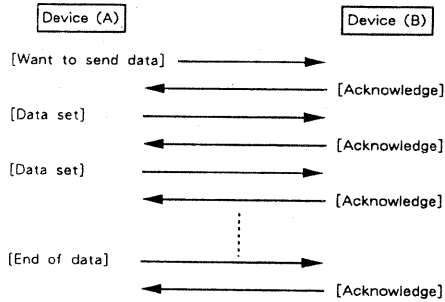 Device (A) Device (B)
[Want to send data]
[Acknowledge]
[Data set]
[Acknowledge]
[Data set]
[Acknowledge]
[End of data]
[Acknowledge]